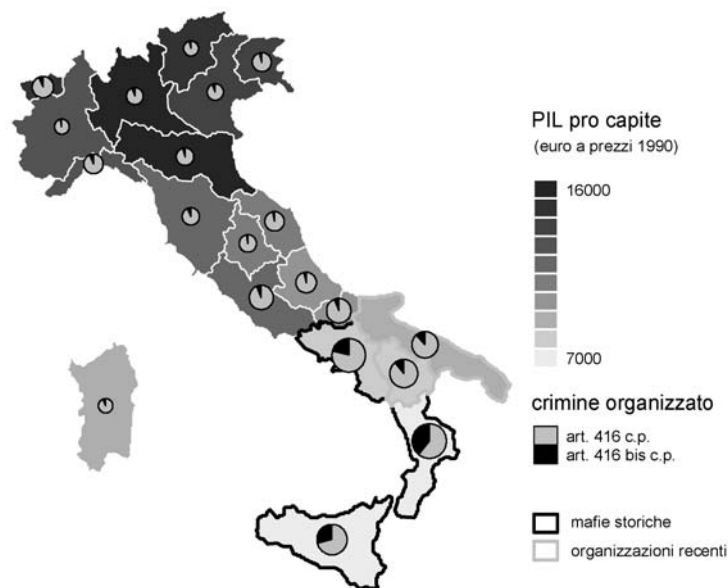 PIL pro capite
(euro a prezzi 1990)
16000
7000
crimine organizzato
art. 416 c.p.
art. 416 bis c.p.
mafie storiche
organizzazioni recenti